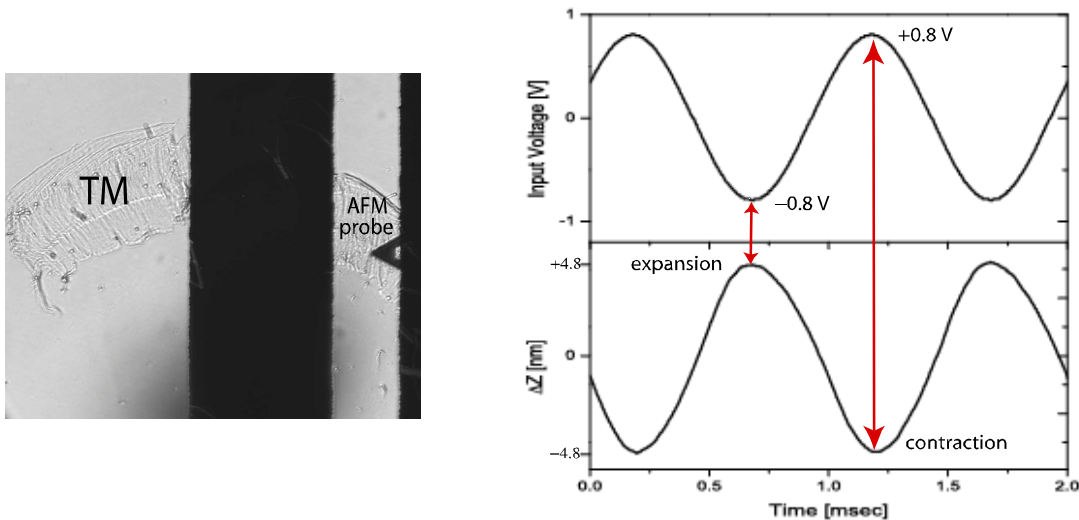 TM
AFM
probe
1
0
-1
Input Voltage [V]
+0.8 V
−0.8 V
expansion
contraction
+4.8
0
−4.8
ΔZ [nm]
0.0 0.5 1.0 1.5 2.0
Time [msec]